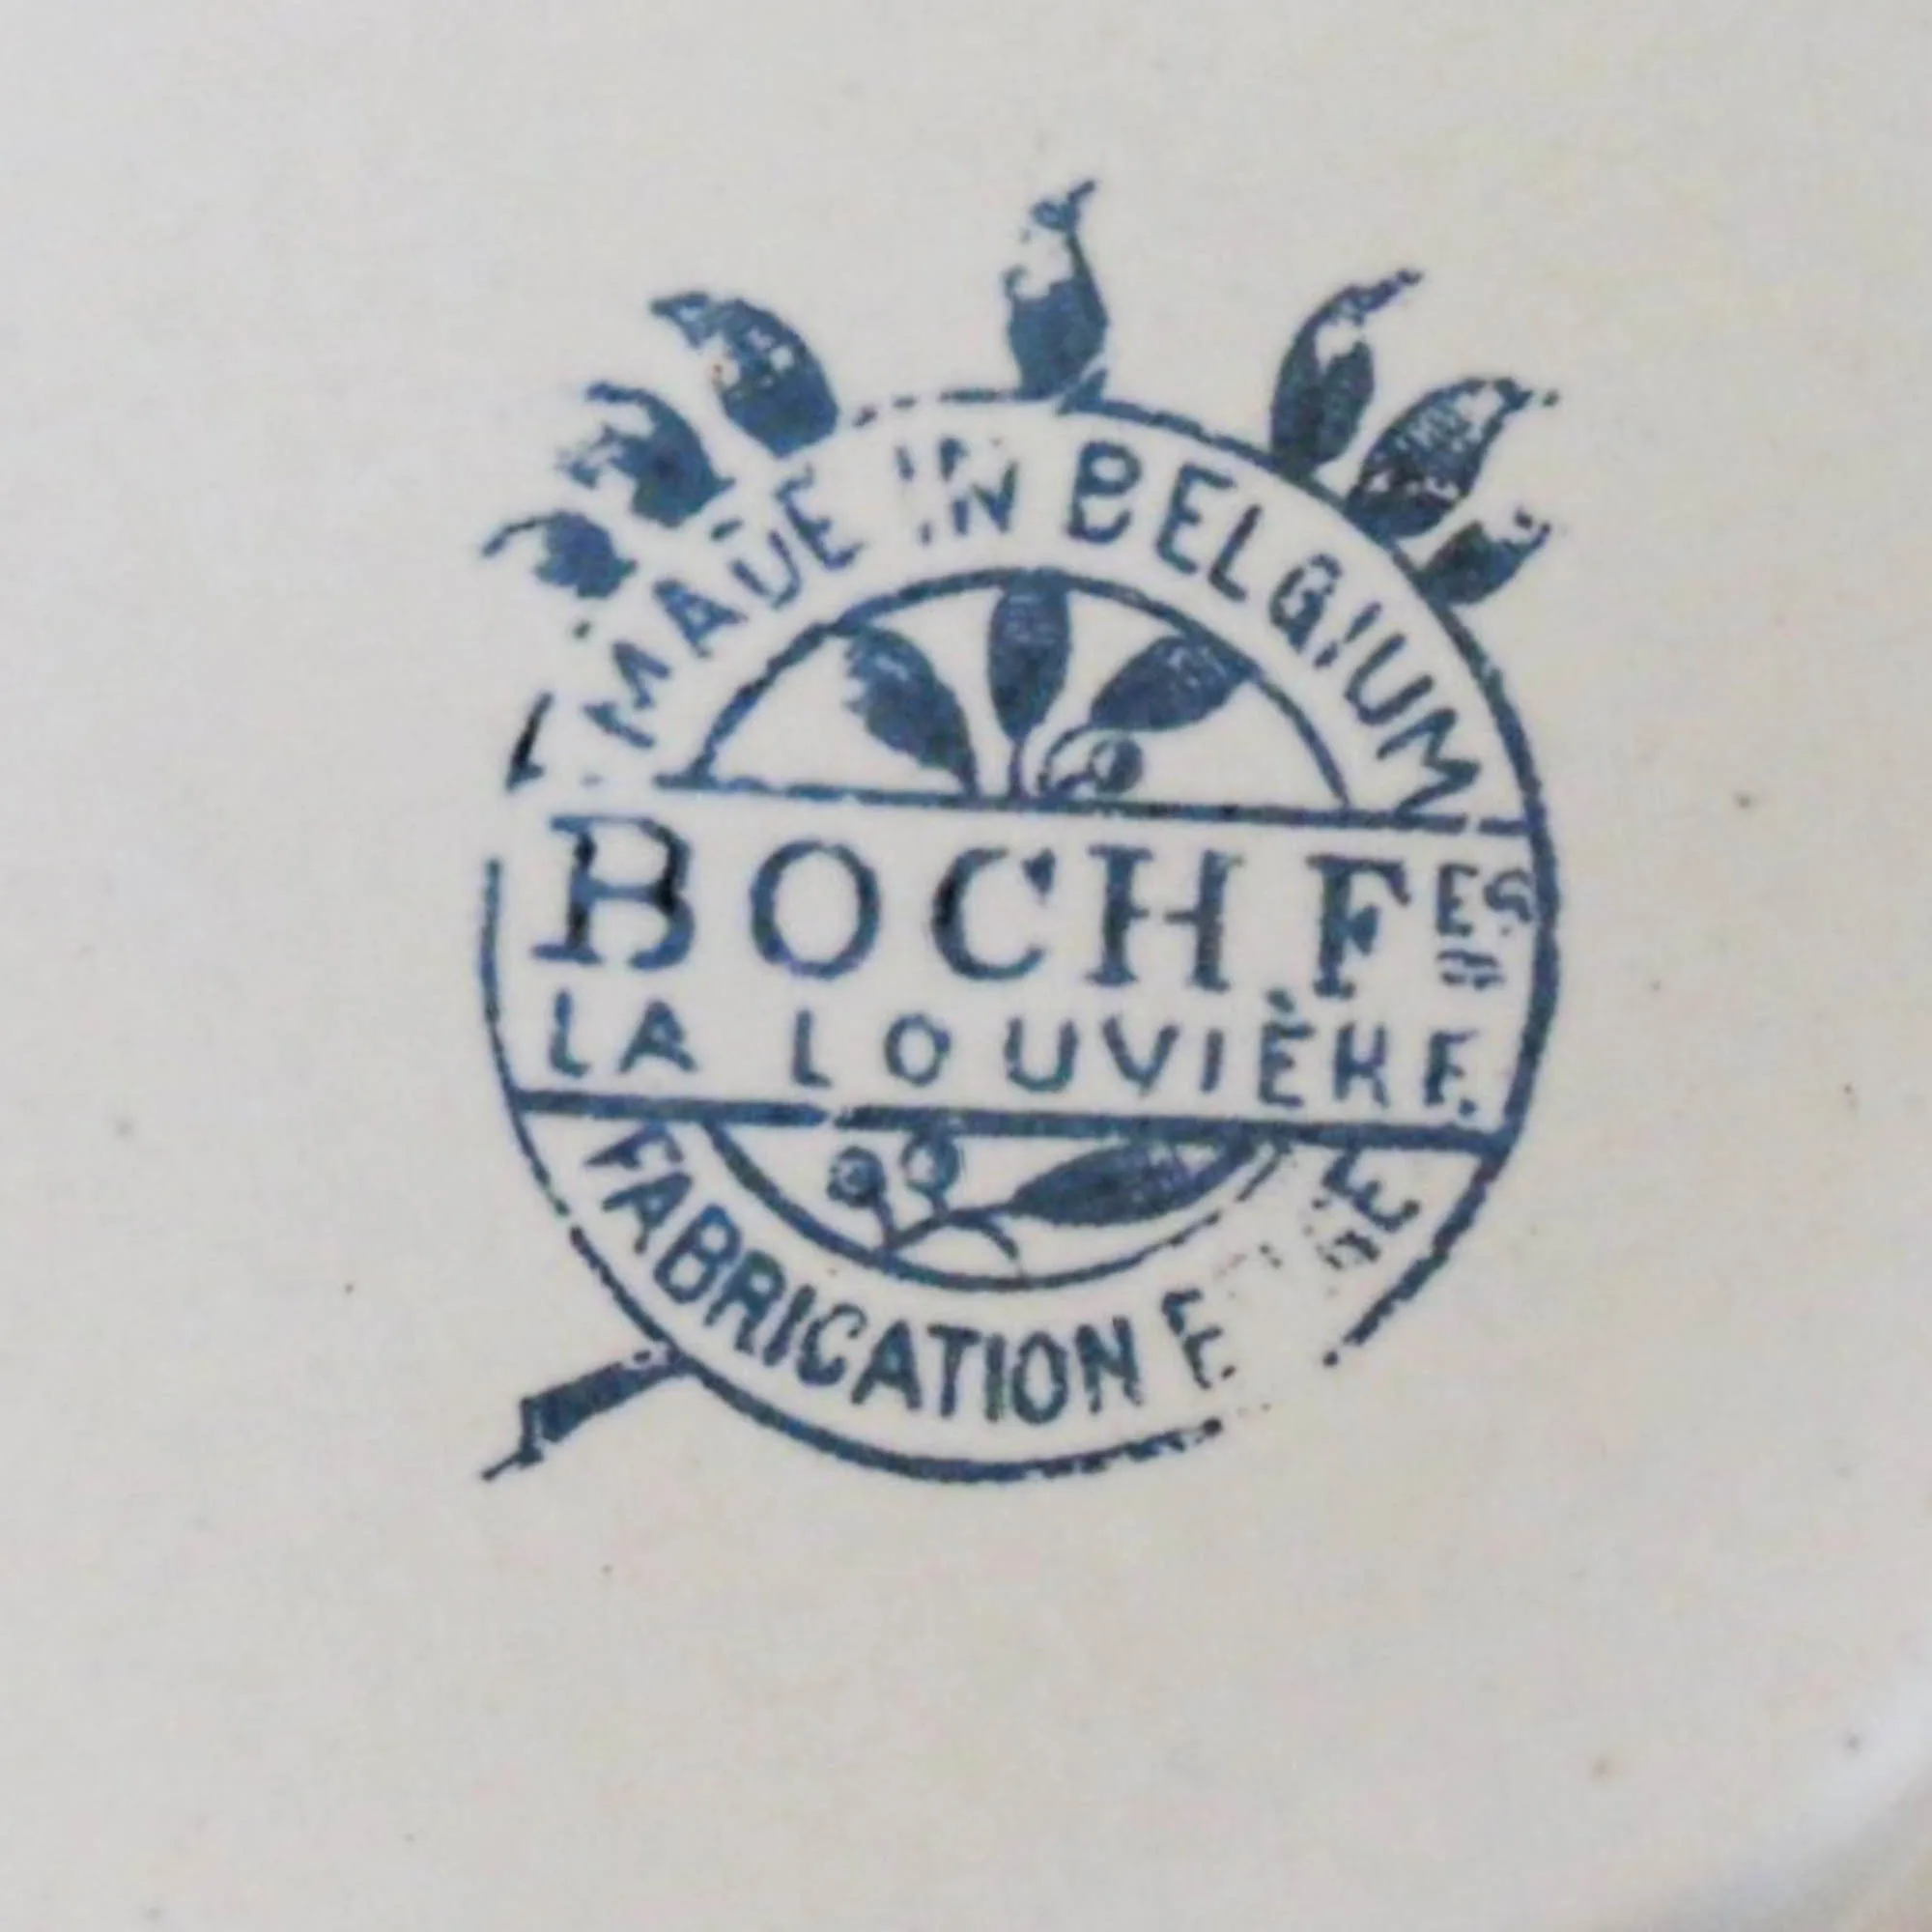 MADE IN BELGIUM
BOCH Fes
LA LOUVIÈRE
FABRICATION